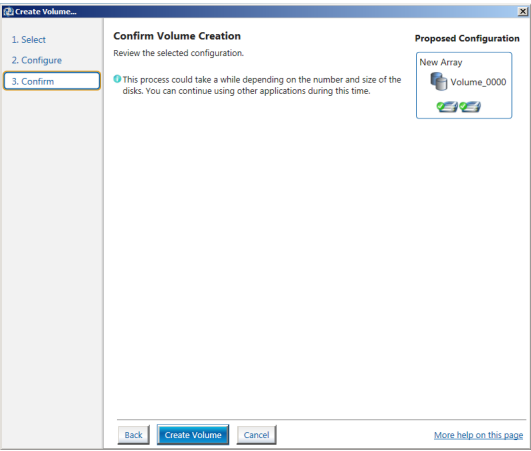 Create Volume...
1. Select
2. Configure
3. Confirm
Confirm Volume Creation
Review the selected configuration.
This process could take a while depending on the number and size of the
disks. You can continue using other applications during this time.
Proposed Configuration
New Array
Volume_0000
Back
Create Volume
Cancel
More help on this page